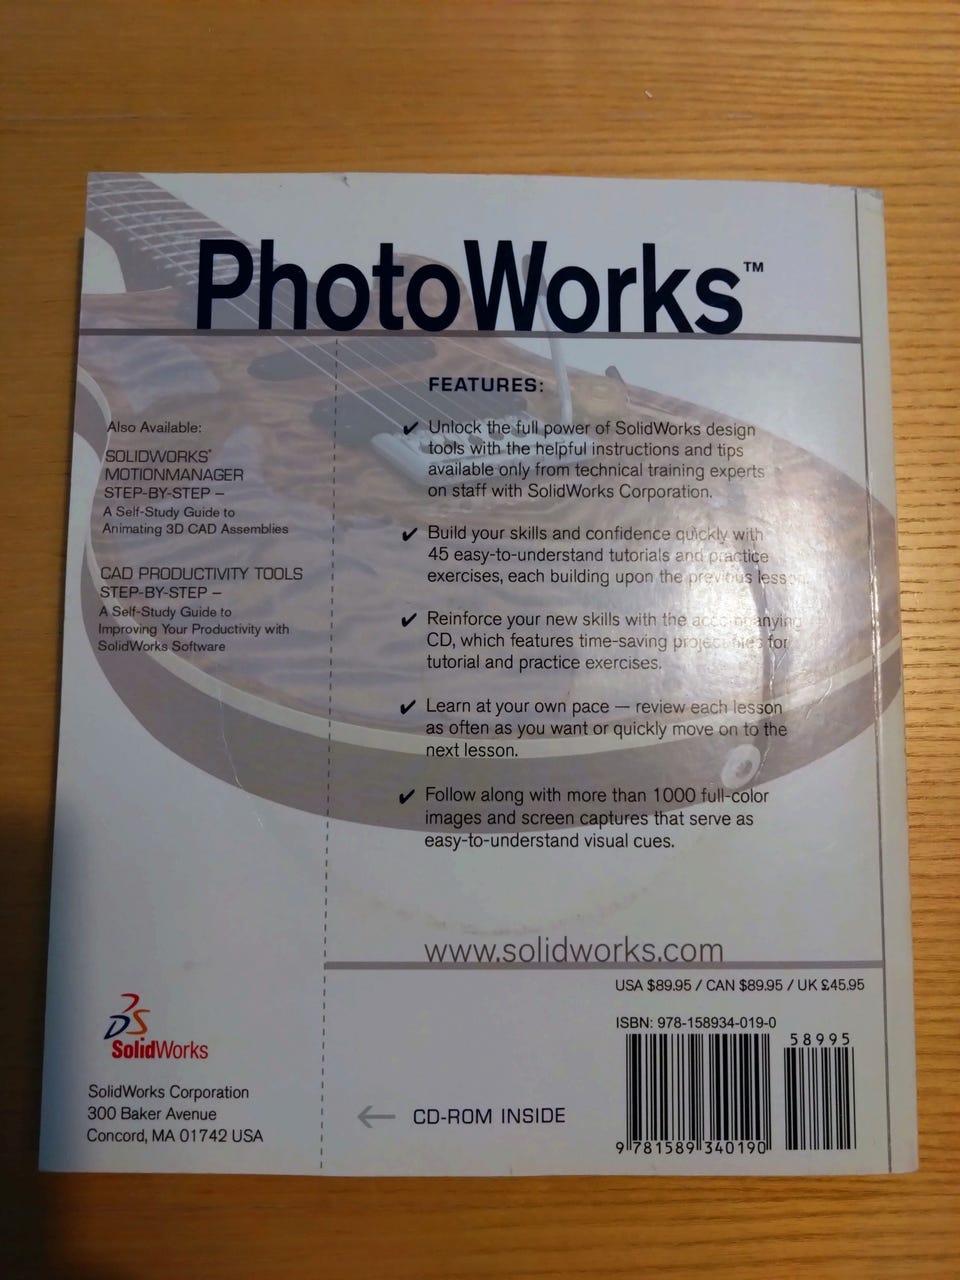 PhotoWorks™
Also Available:
SOLIDWORKS®
MOTIONMANAGER
STEP-BY-STEP –
A Self-Study Guide to
Animating 3D CAD Assemblies
CAD PRODUCTIVITY TOOLS
STEP-BY-STEP –
A Self-Study Guide to
Improving Your Productivity with
SolidWorks Software
FEATURES:
✔ Unlock the full power of SolidWorks design
tools with the helpful instructions and tips
available only from technical training experts
on staff with SolidWorks Corporation.
✔ Build your skills and confidence quickly with
45 easy-to-understand tutorials and practice
exercises, each building upon the previous lesson.
✔ Reinforce your new skills with the accompanying
CD, which features time-saving project files for
tutorial and practice exercises.
✔ Learn at your own pace — review each lesson
as often as you want or quickly move on to the
next lesson.
✔ Follow along with more than 1000 full-color
images and screen captures that serve as
easy-to-understand visual cues.
www.solidworks.com
USA $89.95 / CAN $89.95 / UK £45.95
ISBN: 978-158934-019-0
58995
9 781589 340190
← CD-ROM INSIDE
DS
SolidWorks
SolidWorks Corporation
300 Baker Avenue
Concord, MA 01742 USA